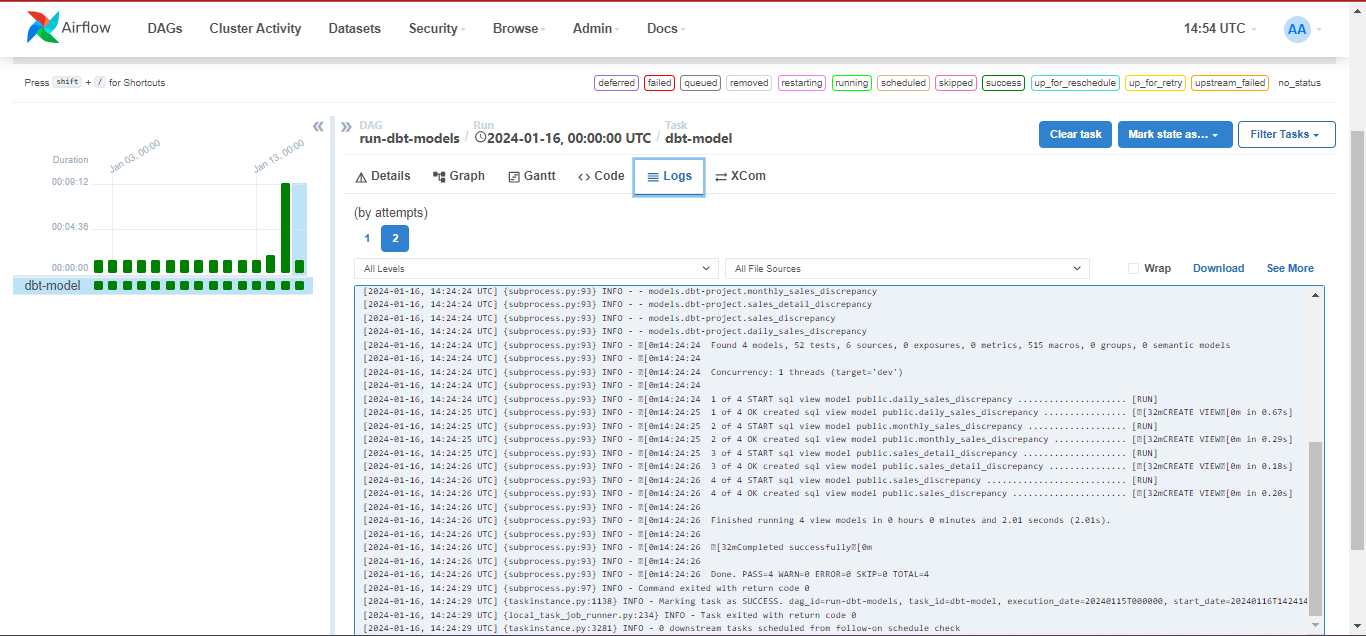 Airflow DAGs Cluster Activity Datasets Security Browse Admin Docs 14:54 UTC AA
Press shift + / for Shortcuts
deferred failed queued removed restarting running scheduled skipped success up_for_reschedule up_for_retry upstream_failed no_status
DAG Run Task
run-dbt-models / 2024-01-16, 00:00:00 UTC / dbt-model
Clear task Mark state as... Filter Tasks
Duration Jan 03, 00:00 Jan 13, 00:00
00:09:12
00:04:36
00:00:00
dbt-model
Details Graph Gantt Code Logs XCom
(by attempts)
1 2
All Levels All File Sources Wrap Download See More
[2024-01-16, 14:24:24 UTC] {subprocess.py:93} INFO - - models.dbt-project.monthly_sales_discrepancy
[2024-01-16, 14:24:24 UTC] {subprocess.py:93} INFO - - models.dbt-project.sales_detail_discrepancy
[2024-01-16, 14:24:24 UTC] {subprocess.py:93} INFO - - models.dbt-project.sales_discrepancy
[2024-01-16, 14:24:24 UTC] {subprocess.py:93} INFO - - models.dbt-project.daily_sales_discrepancy
[2024-01-16, 14:24:24 UTC] {subprocess.py:93} INFO - [0m14:24:24 Found 4 models, 52 tests, 6 sources, 0 exposures, 0 metrics, 515 macros, 0 groups, 0 semantic models
[2024-01-16, 14:24:24 UTC] {subprocess.py:93} INFO - [0m14:24:24
[2024-01-16, 14:24:24 UTC] {subprocess.py:93} INFO - [0m14:24:24 Concurrency: 1 threads (target='dev')
[2024-01-16, 14:24:24 UTC] {subprocess.py:93} INFO - [0m14:24:24
[2024-01-16, 14:24:24 UTC] {subprocess.py:93} INFO - [0m14:24:24 1 of 4 START sql view model public.daily_sales_discrepancy ..................... [RUN]
[2024-01-16, 14:24:25 UTC] {subprocess.py:93} INFO - [0m14:24:25 1 of 4 OK created sql view model public.daily_sales_discrepancy ................ [[32mCREATE VIEW[0m in 0.67s]
[2024-01-16, 14:24:25 UTC] {subprocess.py:93} INFO - [0m14:24:25 2 of 4 START sql view model public.monthly_sales_discrepancy ................... [RUN]
[2024-01-16, 14:24:25 UTC] {subprocess.py:93} INFO - [0m14:24:25 2 of 4 OK created sql view model public.monthly_sales_discrepancy .............. [[32mCREATE VIEW[0m in 0.29s]
[2024-01-16, 14:24:25 UTC] {subprocess.py:93} INFO - [0m14:24:25 3 of 4 START sql view model public.sales_detail_discrepancy .................... [RUN]
[2024-01-16, 14:24:26 UTC] {subprocess.py:93} INFO - [0m14:24:26 3 of 4 OK created sql view model public.sales_detail_discrepancy ............... [[32mCREATE VIEW[0m in 0.18s]
[2024-01-16, 14:24:26 UTC] {subprocess.py:93} INFO - [0m14:24:26 4 of 4 START sql view model public.sales_discrepancy ........................... [RUN]
[2024-01-16, 14:24:26 UTC] {subprocess.py:93} INFO - [0m14:24:26 4 of 4 OK created sql view model public.sales_discrepancy ...................... [[32mCREATE VIEW[0m in 0.20s]
[2024-01-16, 14:24:26 UTC] {subprocess.py:93} INFO - [0m14:24:26
[2024-01-16, 14:24:26 UTC] {subprocess.py:93} INFO - [0m14:24:26 Finished running 4 view models in 0 hours 0 minutes and 2.01 seconds (2.01s).
[2024-01-16, 14:24:26 UTC] {subprocess.py:93} INFO - [0m14:24:26
[2024-01-16, 14:24:26 UTC] {subprocess.py:93} INFO - [0m14:24:26 [32mCompleted successfully[0m
[2024-01-16, 14:24:26 UTC] {subprocess.py:93} INFO - [0m14:24:26
[2024-01-16, 14:24:26 UTC] {subprocess.py:93} INFO - [0m14:24:26 Done. PASS=4 WARN=0 ERROR=0 SKIP=0 TOTAL=4
[2024-01-16, 14:24:29 UTC] {subprocess.py:97} INFO - Command exited with return code 0
[2024-01-16, 14:24:29 UTC] {taskinstance.py:1138} INFO - Marking task as SUCCESS. dag_id=run-dbt-models, task_id=dbt-model, execution_date=20240115T000000, start_date=20240116T142414
[2024-01-16, 14:24:29 UTC] {local_task_job_runner.py:234} INFO - Task exited with return code 0
[2024-01-16, 14:24:29 UTC] {taskinstance.py:3281} INFO - 0 downstream tasks scheduled from follow-on schedule check